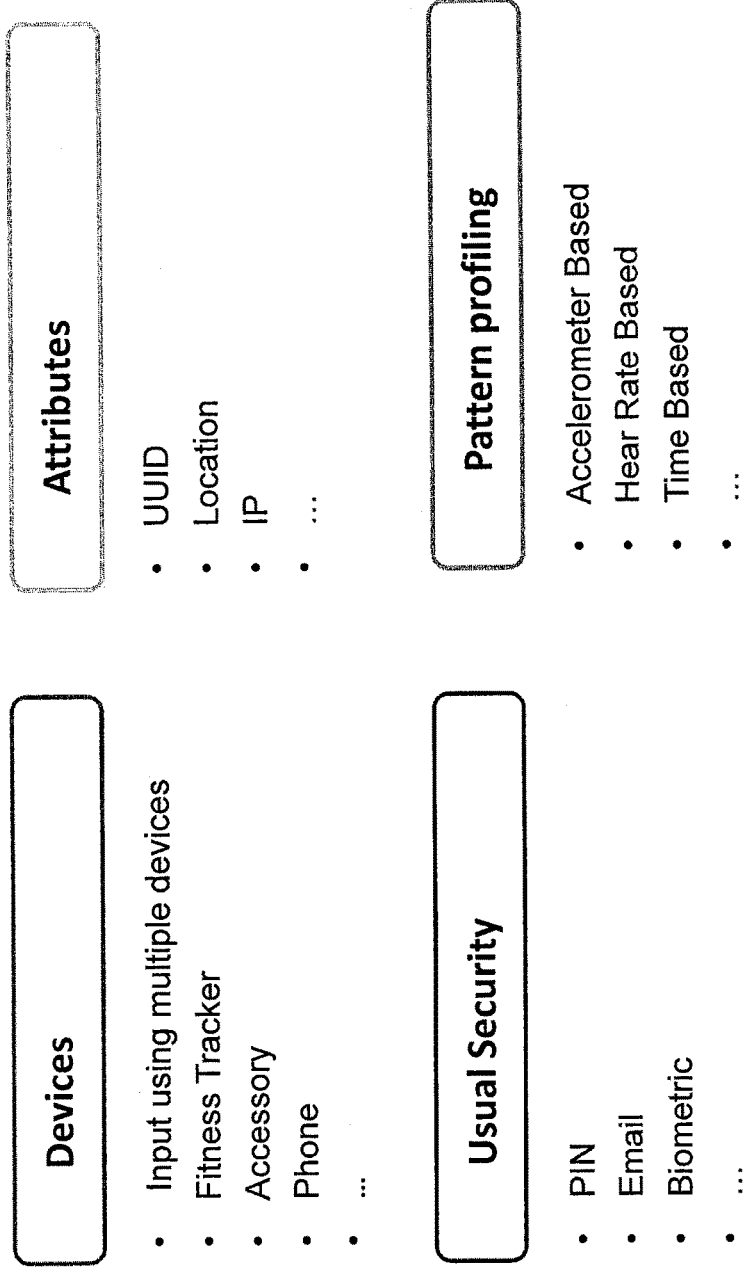 Devices
• Input using multiple devices
• Fitness Tracker
• Accessory
• Phone
• ...
Attributes
• UUID
• Location
• IP
• ...
Usual Security
• PIN
• Email
• Biometric
• ...
Pattern profiling
• Accelerometer Based
• Hear Rate Based
• Time Based
• ...